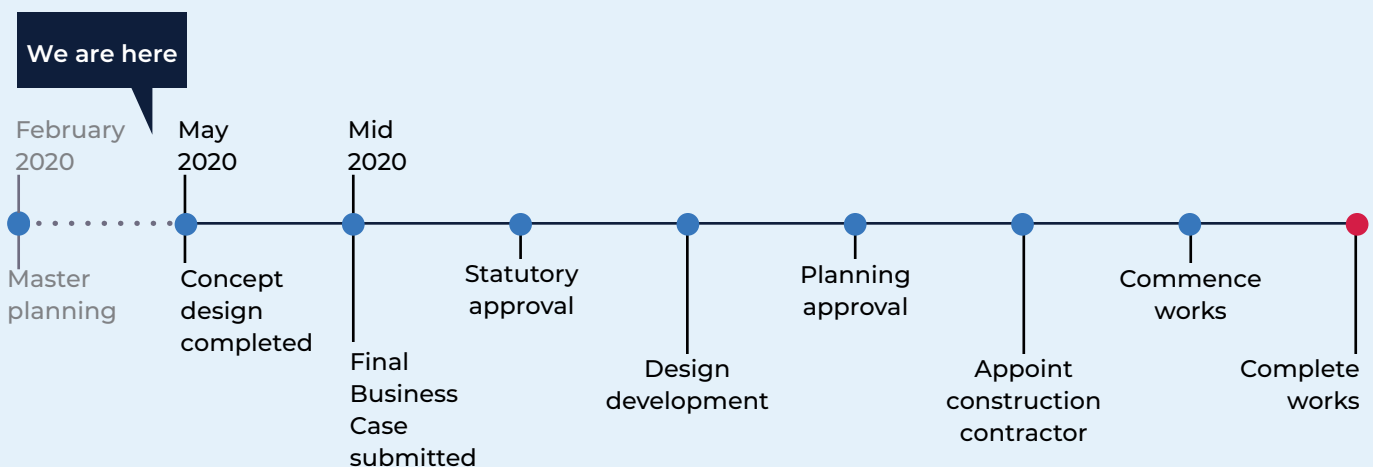 We are here
February
2020
May
2020
Mid
2020
Master
planning
Concept
design
completed
Final
Business
Case
submitted
Statutory
approval
Design
development
Planning
approval
Appoint
construction
contractor
Commence
works
Complete
works